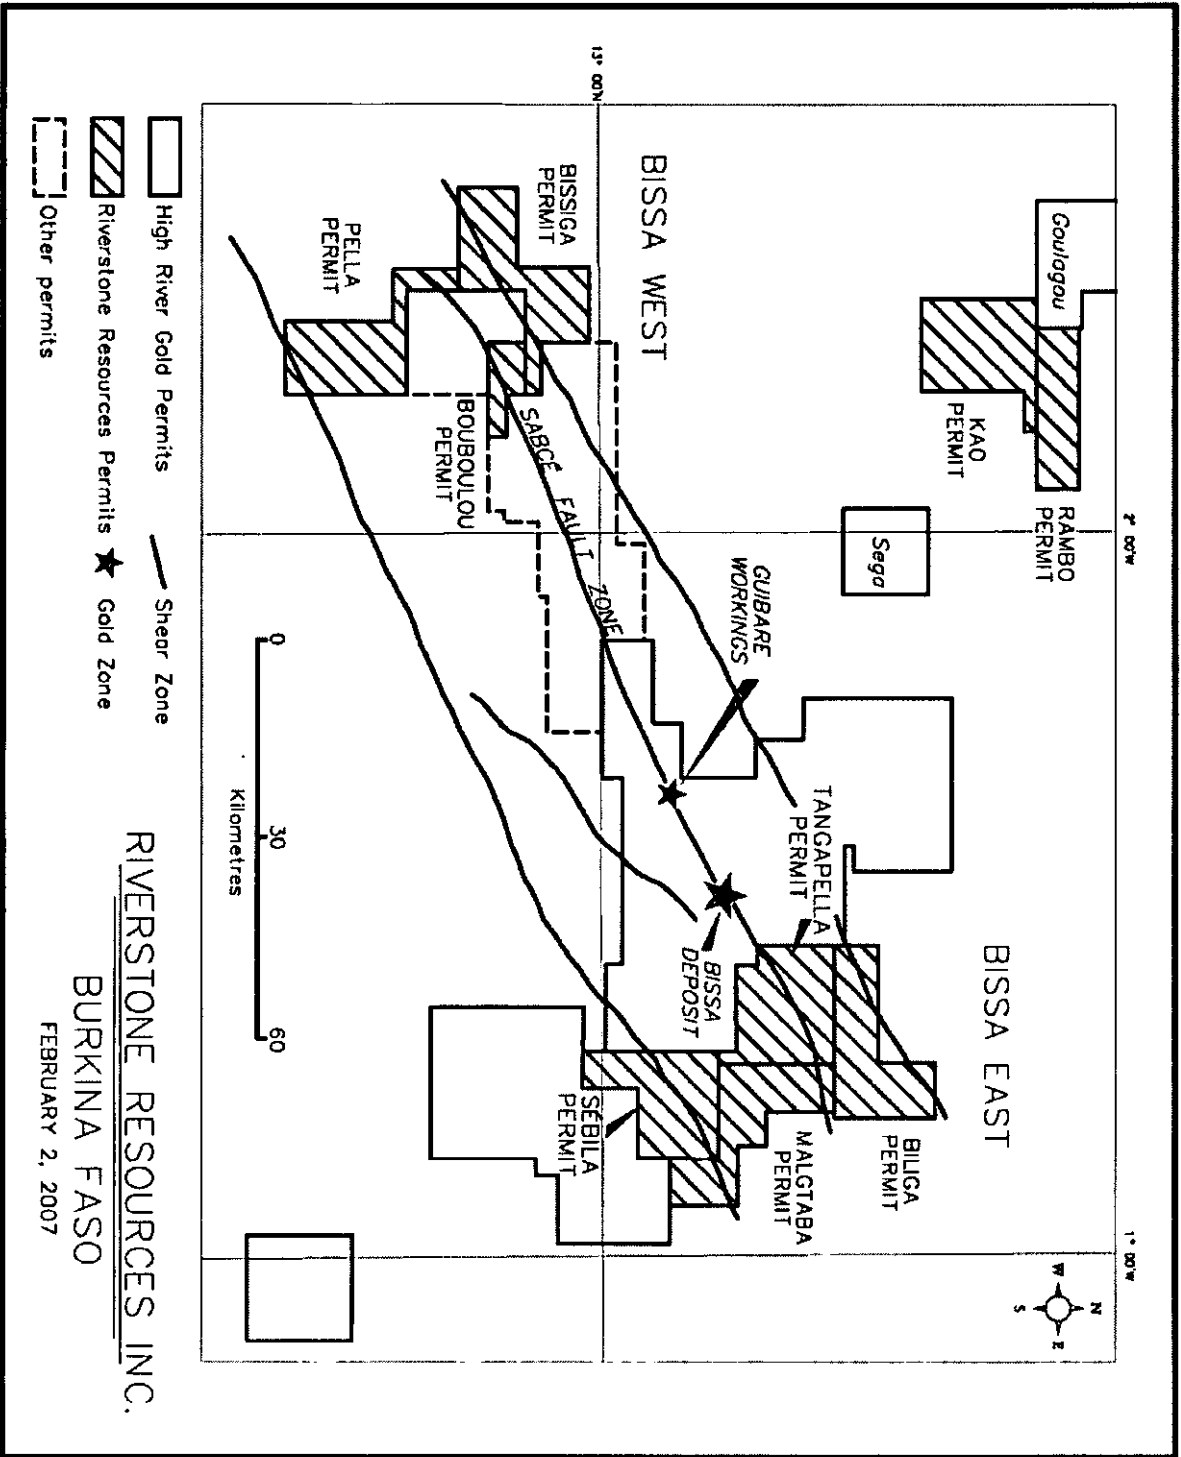 Goulagou
KAO
PERMIT
RAMBO
PERMIT
2° 00'W
Sega
1° 00'W
N
W
E
S
BISSA WEST
BISSA EAST
13° 00'N
BISSIGA
PERMIT
PELLA
PERMIT
BOUBOULOU
PERMIT
SABCE FAULT ZONE
GUIBARE
WORKINGS
TANGAPELLA
PERMIT
BISSA
DEPOSIT
BILIGA
PERMIT
MALGTABA
PERMIT
SEBILA
PERMIT
0 30 60
Kilometres
High River Gold Permits
Shear Zone
Riverstone Resources Permits
Gold Zone
Other permits
RIVERSTONE RESOURCES INC.
BURKINA FASO
FEBRUARY 2, 2007